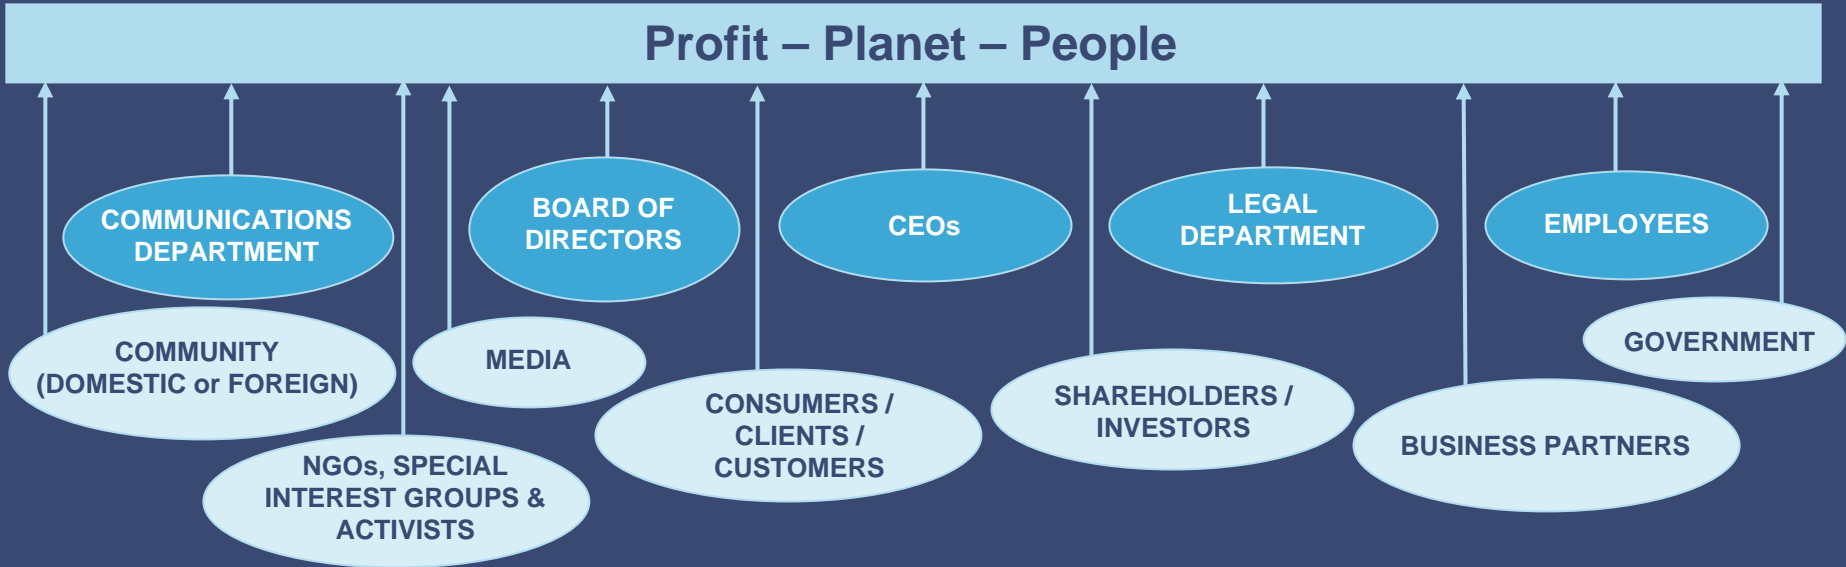 Profit – Planet – People
COMMUNICATIONS
DEPARTMENT
BOARD OF
DIRECTORS
CEOs
LEGAL
DEPARTMENT
EMPLOYEES
COMMUNITY
(DOMESTIC or FOREIGN)
MEDIA
GOVERNMENT
NGOs, SPECIAL
INTEREST GROUPS &
ACTIVISTS
CONSUMERS /
CLIENTS /
CUSTOMERS
SHAREHOLDERS /
INVESTORS
BUSINESS PARTNERS